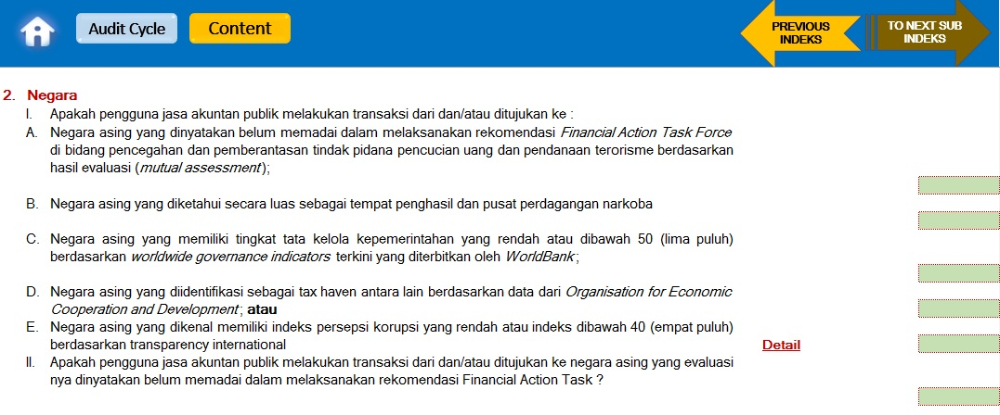 Audit Cycle
Content
PREVIOUS
INDEKS
TO NEXT SUB
INDEKS
2. Negara
I. Apakah pengguna jasa akuntan publik melakukan transaksi dari dan/atau ditujukan ke :
A. Negara asing yang dinyatakan belum memadai dalam melaksanakan rekomendasi Financial Action Task Force
di bidang pencegahan dan pemberantasan tindak pidana pencucian uang dan pendanaan terorisme berdasarkan
hasil evaluasi (mutual assessment);
B. Negara asing yang diketahui secara luas sebagai tempat penghasil dan pusat perdagangan narkoba
C. Negara asing yang memiliki tingkat tata kelola kepemerintahan yang rendah atau dibawah 50 (lima puluh)
berdasarkan worldwide governance indicators terkini yang diterbitkan oleh WorldBank;
D. Negara asing yang diidentifikasi sebagai tax haven antara lain berdasarkan data dari Organisation for Economic
Cooperation and Development; atau
E. Negara asing yang dikenal memiliki indeks persepsi korupsi yang rendah atau indeks dibawah 40 (empat puluh)
berdasarkan transparency international
Detail
II. Apakah pengguna jasa akuntan publik melakukan transaksi dari dan/atau ditujukan ke negara asing yang evaluasi
nya dinyatakan belum memadai dalam melaksanakan rekomendasi Financial Action Task ?